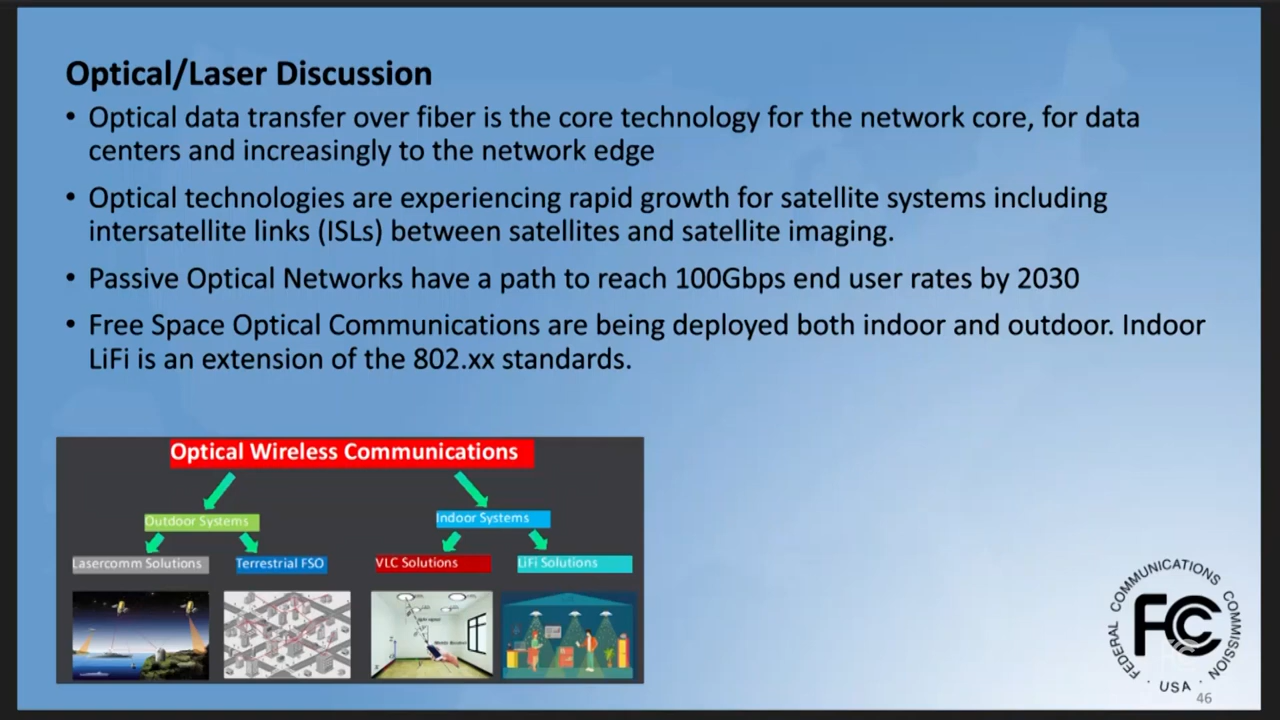 Optical/Laser Discussion
• Optical data transfer over fiber is the core technology for the network core, for data
centers and increasingly to the network edge
• Optical technologies are experiencing rapid growth for satellite systems including
intersatellite links (ISLs) between satellites and satellite imaging.
• Passive Optical Networks have a path to reach 100Gbps end user rates by 2030
• Free Space Optical Communications are being deployed both indoor and outdoor. Indoor
LiFi is an extension of the 802.xx standards.
Optical Wireless Communications
Outdoor Systems
Indoor Systems
Lasercomm Solutions
Terrestrial FSO
VLC Solutions
LiFi Solutions
FEDERAL COMMUNICATIONS COMMISSION
FCC
· USA ·
46